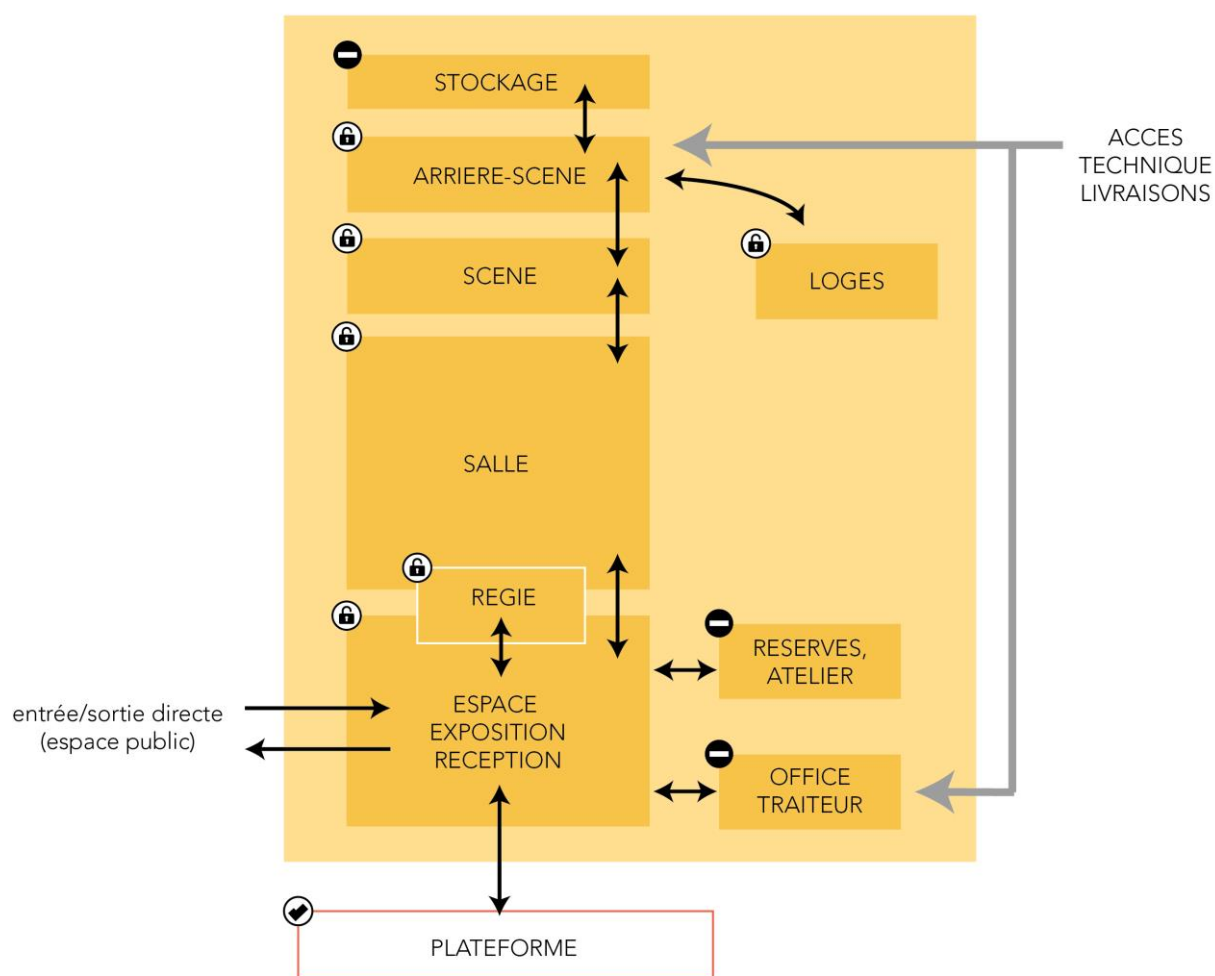 STOCKAGE
ACCES
TECHNIQUE
LIVRAISONS
ARRIERE-SCENE
SCENE
LOGES
SALLE
REGIE
RESERVES,
ATELIER
entrée/sortie directe
(espace public)
ESPACE
EXPOSITION
RECEPTION
OFFICE
TRAITEUR
PLATEFORME